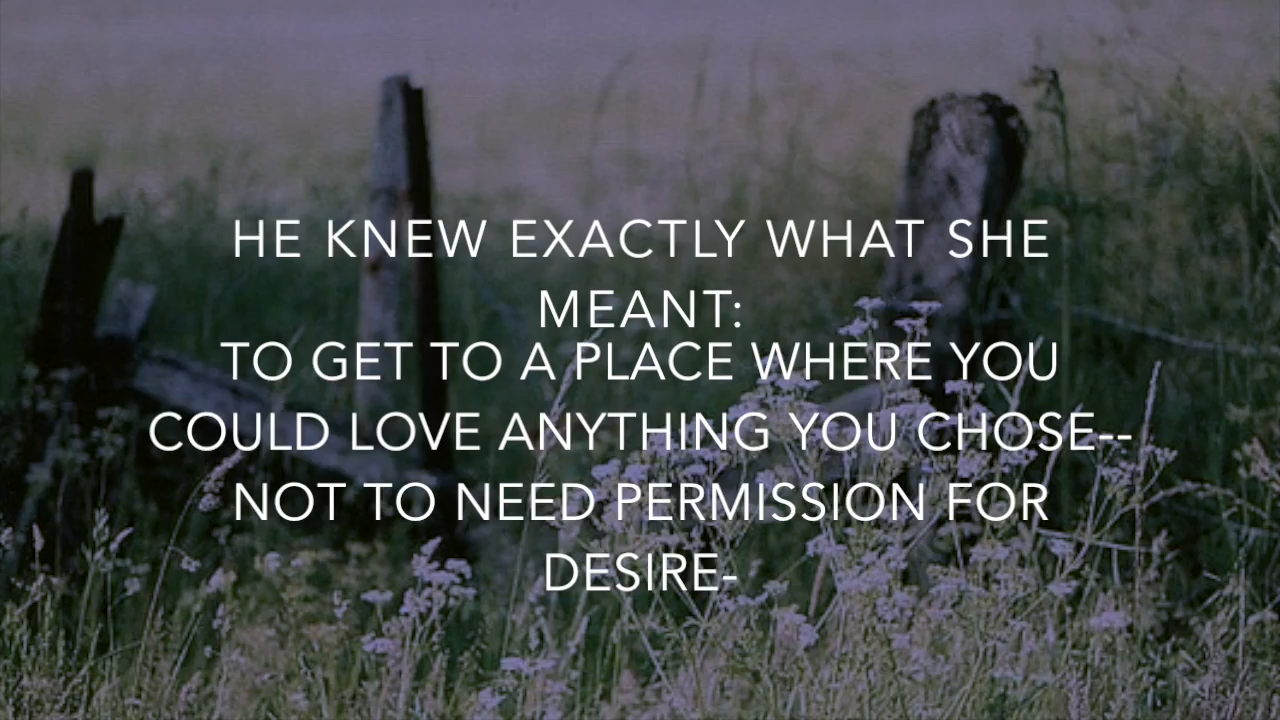 HE KNEW EXACTLY WHAT SHE
MEANT:
TO GET TO A PLACE WHERE YOU
COULD LOVE ANYTHING YOU CHOSE--
NOT TO NEED PERMISSION FOR
DESIRE-